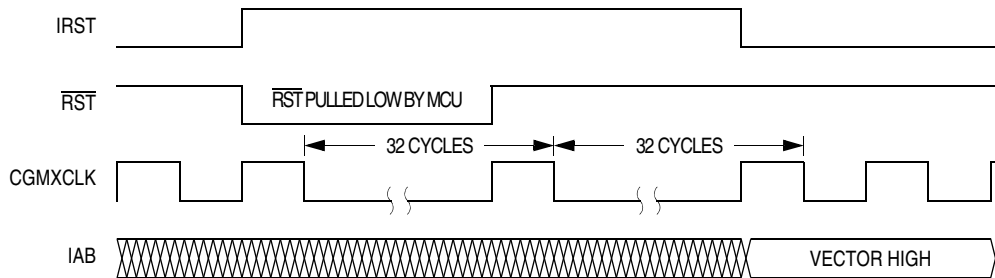 IRST
RST
RST PULLED LOW BY MCU
32 CYCLES
32 CYCLES
CGMXCLK
IAB
VECTOR HIGH